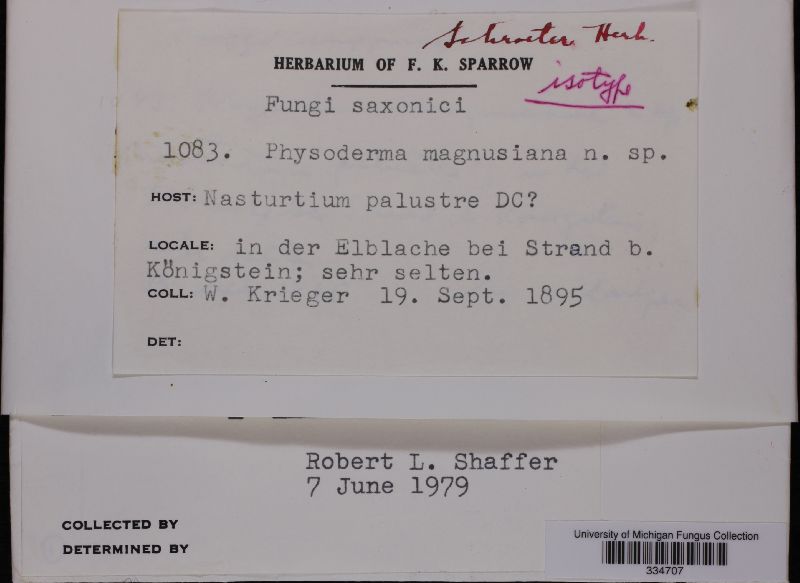 Schroeter Herb.
HERBARIUM OF F. K. SPARROW
isotype
Fungi saxonici
1083. Physoderma magnusiana n. sp.
HOST: Nasturtium palustre DC?
LOCALE: in der Elblache bei Strand b.
Königstein; sehr selten.
COLL: W. Krieger 19. Sept. 1895
DET:
Robert L. Shaffer
7 June 1979
COLLECTED BY
DETERMINED BY
University of Michigan Fungus Collection
334707